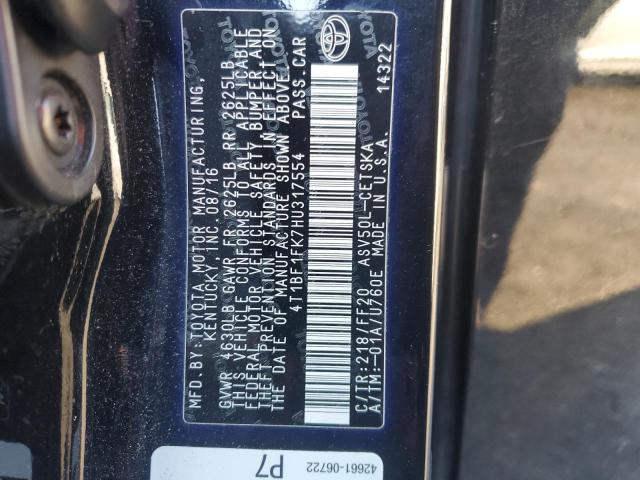 MFD.BY:TOYOTA MOTOR MANUFACTURING,
KENTUCKY, INC. 08/16
GVWR 4630LB GAWR FR 2625LB RR 2625LB
THIS VEHICLE CONFORMS TO ALL APPLICABLE
FEDERAL MOTOR VEHICLE SAFETY, BUMPER, AND
THEFT PREVENTION STANDARDS IN EFFECT ON
THE DATE OF MANUFACTURE SHOWN ABOVE.
4T1BF1FK7HU317554 PASS.CAR
C/TR:218/FF20 ASV50L-CETSKA
A/TM:-01A/U760E MADE IN U.S.A.
14322
TOYOTA
42661-06722
P7